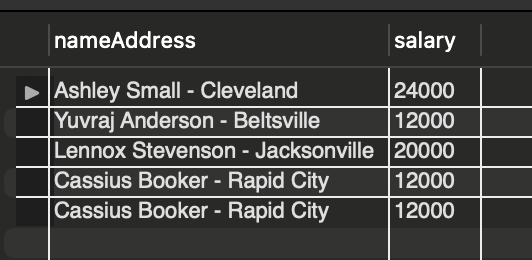 nameAddress salary
Ashley Small - Cleveland 24000
Yuvraj Anderson - Beltsville 12000
Lennox Stevenson - Jacksonville 20000
Cassius Booker - Rapid City 12000
Cassius Booker - Rapid City 12000